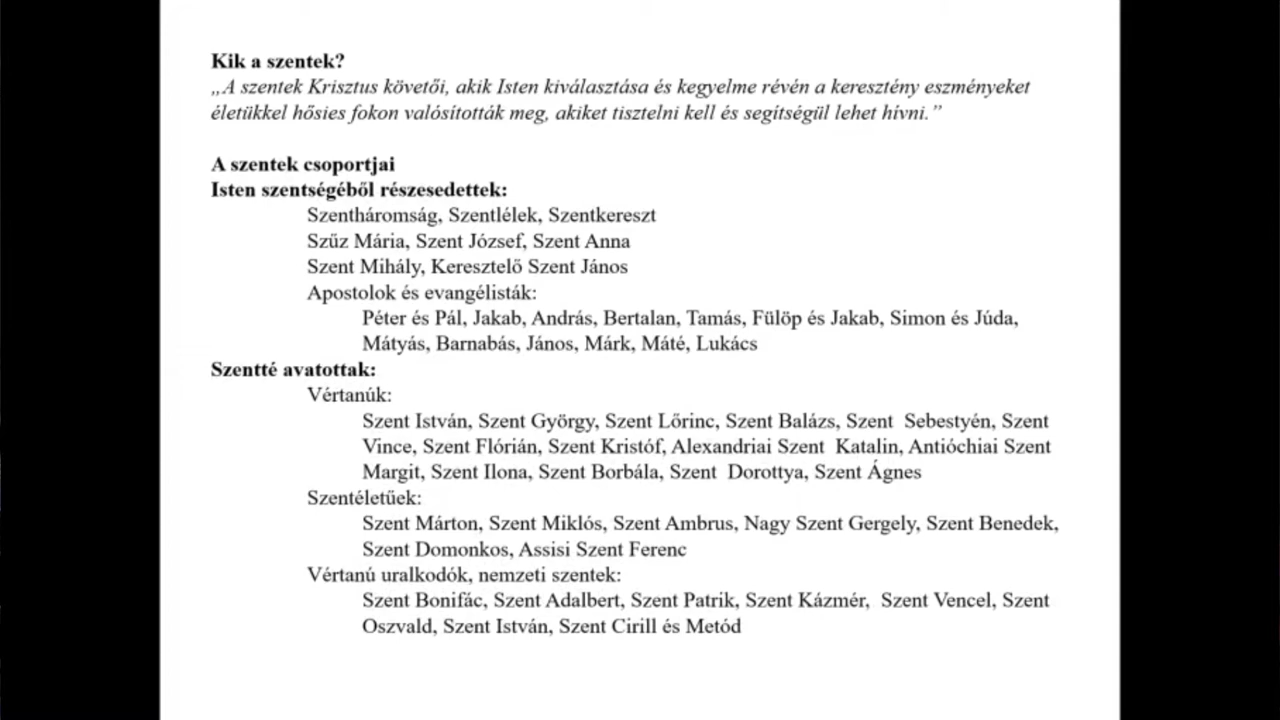 Kik a szentek?
„A szentek Krisztus követői, akik Isten kiválasztása és kegyelme révén a keresztény eszményeket
életükkel hősies fokon valósították meg, akiket tisztelni kell és segítségül lehet hívni.”
A szentek csoportjai
Isten szentségéből részesedettek:
Szentháromság, Szentlélek, Szentkereszt
Szűz Mária, Szent József, Szent Anna
Szent Mihály, Keresztelő Szent János
Apostolok és evangélisták:
Péter és Pál, Jakab, András, Bertalan, Tamás, Fülöp és Jakab, Simon és Júda,
Mátyás, Barnabás, János, Márk, Máté, Lukács
Szentté avatottak:
Vértanúk:
Szent István, Szent György, Szent Lőrinc, Szent Balázs, Szent  Sebestyén, Szent
Vince, Szent Flórián, Szent Kristóf, Alexandriai Szent  Katalin, Antióchiai Szent
Margit, Szent Ilona, Szent Borbála, Szent  Dorottya, Szent Ágnes
Szentéletűek:
Szent Márton, Szent Miklós, Szent Ambrus, Nagy Szent Gergely, Szent Benedek,
Szent Domonkos, Assisi Szent Ferenc
Vértanú uralkodók, nemzeti szentek:
Szent Bonifác, Szent Adalbert, Szent Patrik, Szent Kázmér,  Szent Vencel, Szent
Oszvald, Szent István, Szent Cirill és Metód